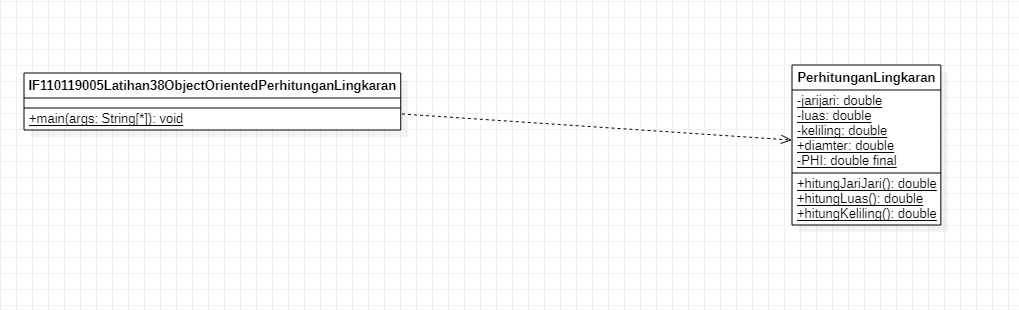 IF110119005Latihan38ObjectOrientedPerhitunganLingkaran
+main(args: String[*]): void
PerhitunganLingkaran
-jarijari: double
-luas: double
-keliling: double
+diamter: double
-PHI: double final
+hitungJariJari(): double
+hitungLuas(): double
+hitungKeliling(): double